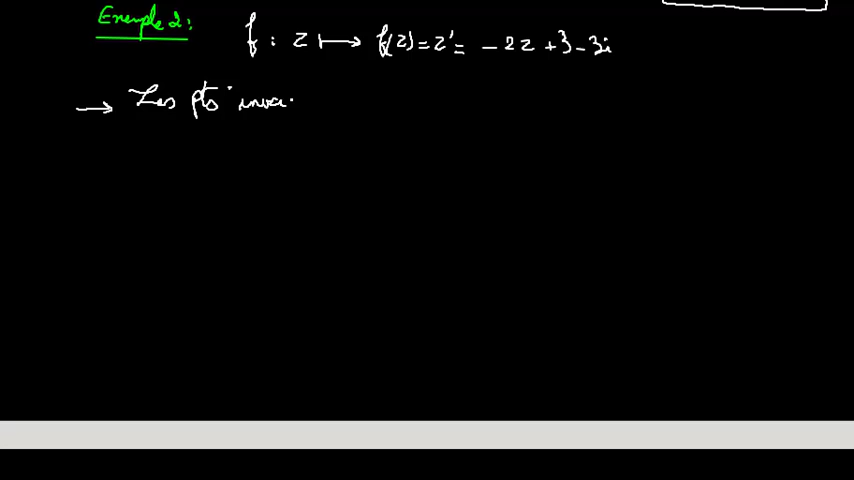 Exemple 2: f : z ⟼ f(z) = z' = -2z + 3 - 3i
→ Les pts inva.